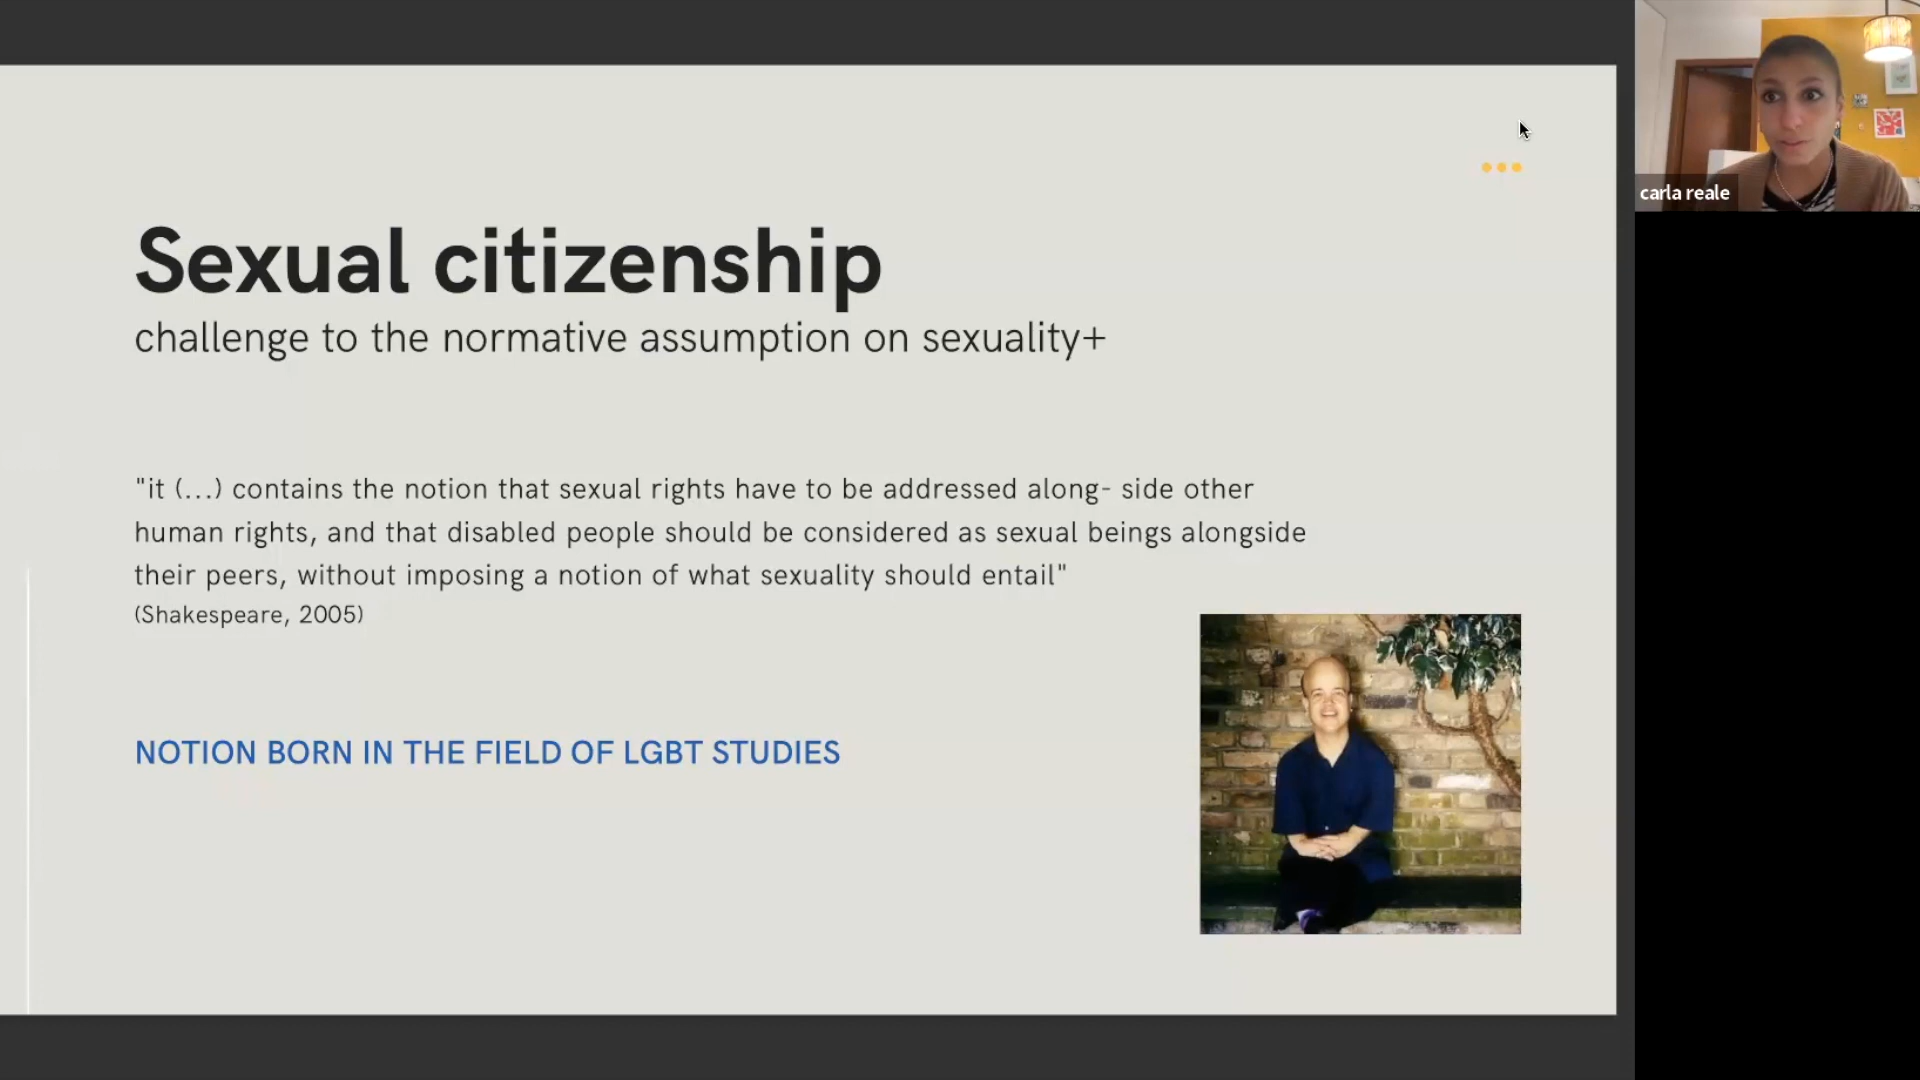 Sexual citizenship
challenge to the normative assumption on sexuality+
"it (...) contains the notion that sexual rights have to be addressed along- side other
human rights, and that disabled people should be considered as sexual beings alongside
their peers, without imposing a notion of what sexuality should entail"
(Shakespeare, 2005)
NOTION BORN IN THE FIELD OF LGBT STUDIES
carla reale